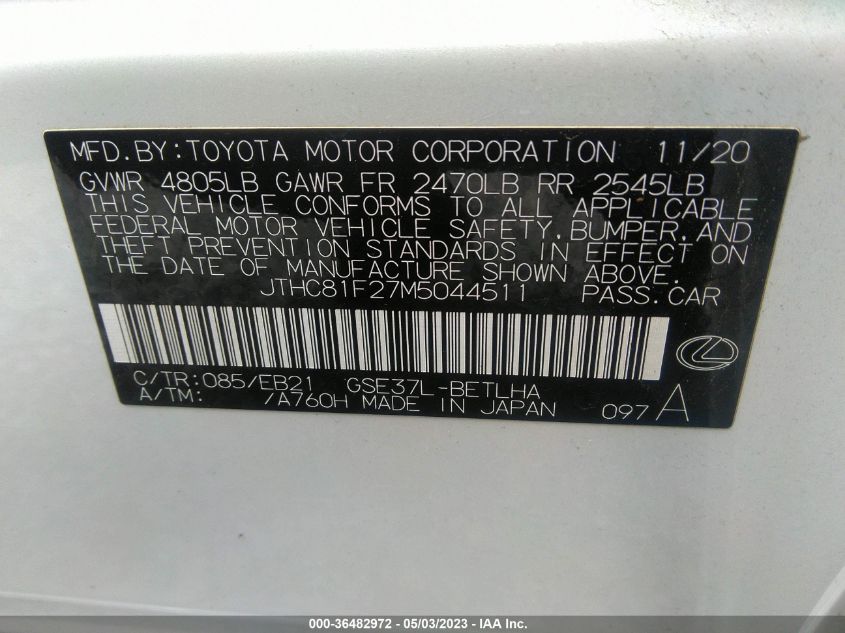 MFD.BY:TOYOTA MOTOR CORPORATION 11/20
GVWR 4805LB GAWR FR 2470LB RR 2545LB
THIS VEHICLE CONFORMS TO ALL APPLICABLE
FEDERAL MOTOR VEHICLE SAFETY,BUMPER,AND
THEFT PREVENTION STANDARDS IN EFFECT ON
THE DATE OF MANUFACTURE SHOWN ABOVE.
JTHC81F27M5044511 PASS.CAR
C/TR:085/EB21 GSE37L-BETLHA
A/TM: /A760H MADE IN JAPAN 097A
000-36482972 - 05/03/2023 - IAA Inc.